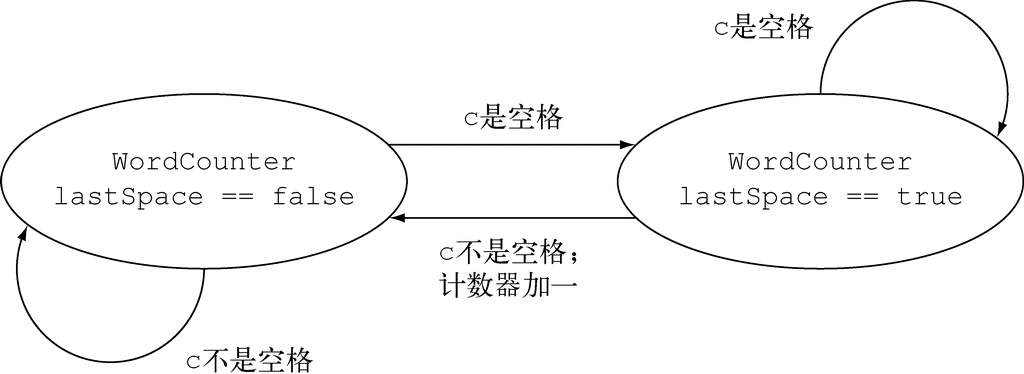 c是空格
c是空格
WordCounter
lastSpace == false
WordCounter
lastSpace == true
c不是空格；
计数器加一
c不是空格